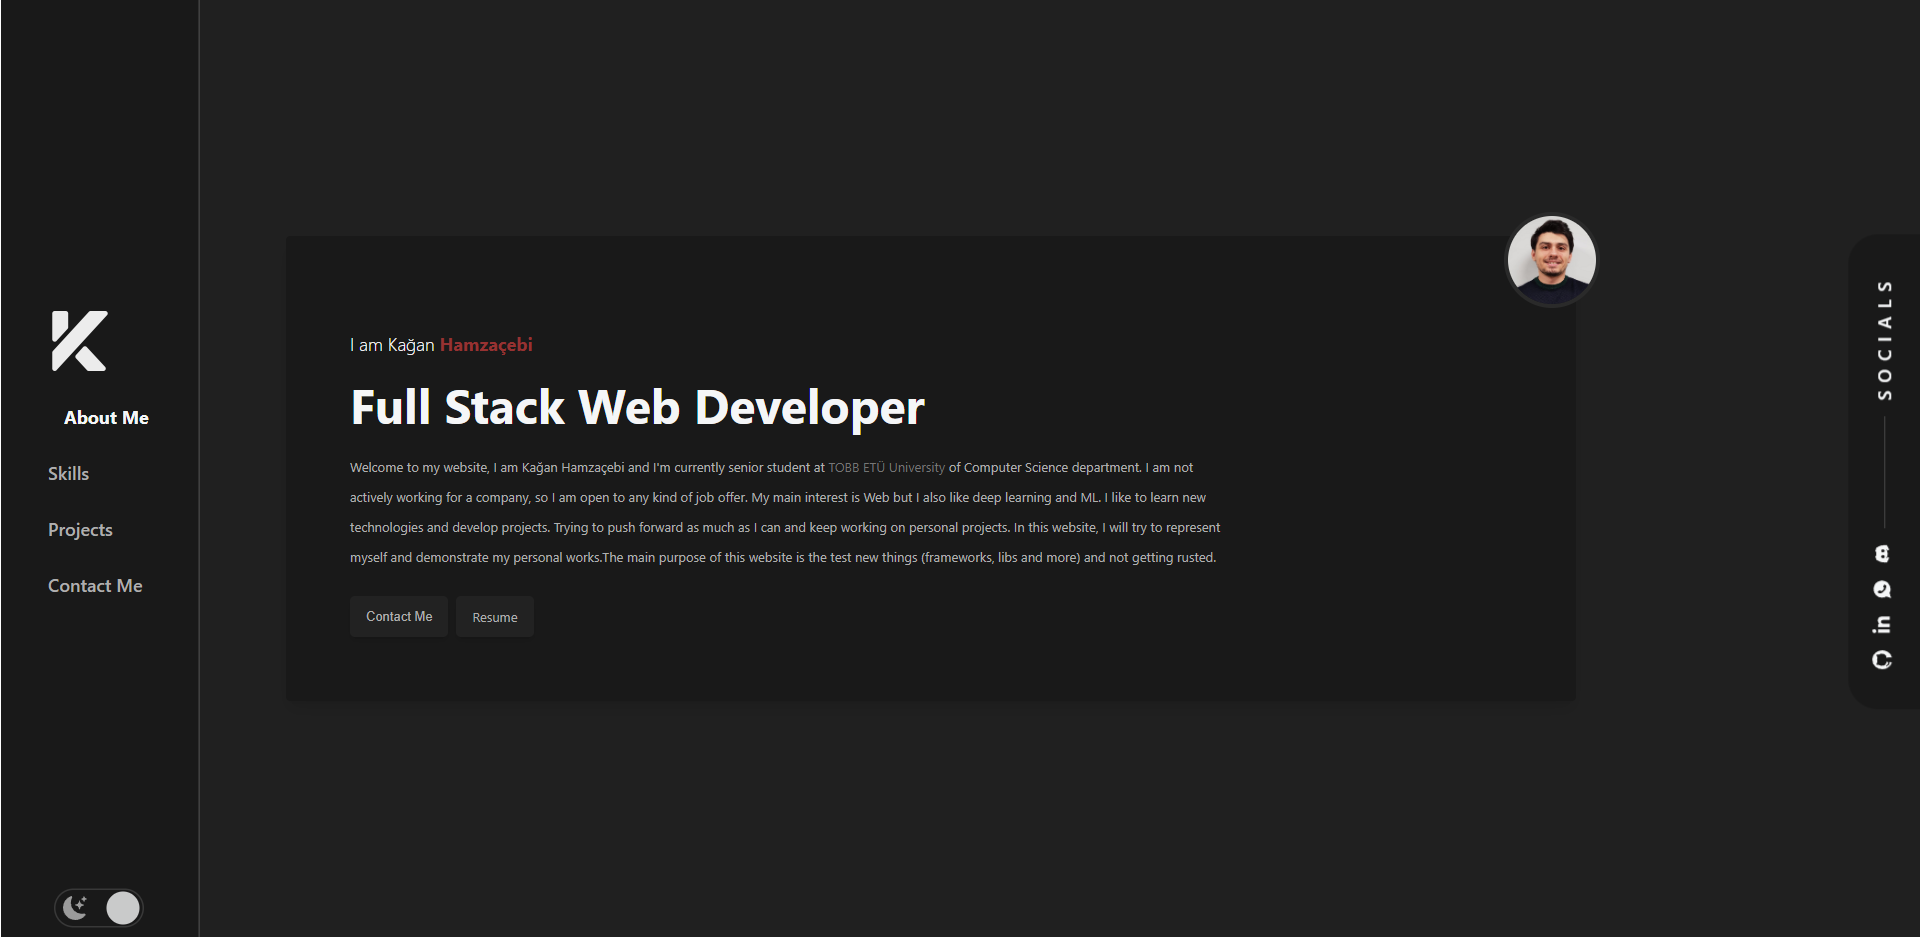 About Me
Skills
Projects
Contact Me
I am Kağan Hamzaçebi
Full Stack Web Developer
Welcome to my website, I am Kağan Hamzaçebi and I'm currently senior student at TOBB ETÜ University of Computer Science department. I am not
actively working for a company, so I am open to any kind of job offer. My main interest is Web but I also like deep learning and ML. I like to learn new
technologies and develop projects. Trying to push forward as much as I can and keep working on personal projects. In this website, I will try to represent
myself and demonstrate my personal works.The main purpose of this website is the test new things (frameworks, libs and more) and not getting rusted.
Contact Me
Resume
SOCIALS